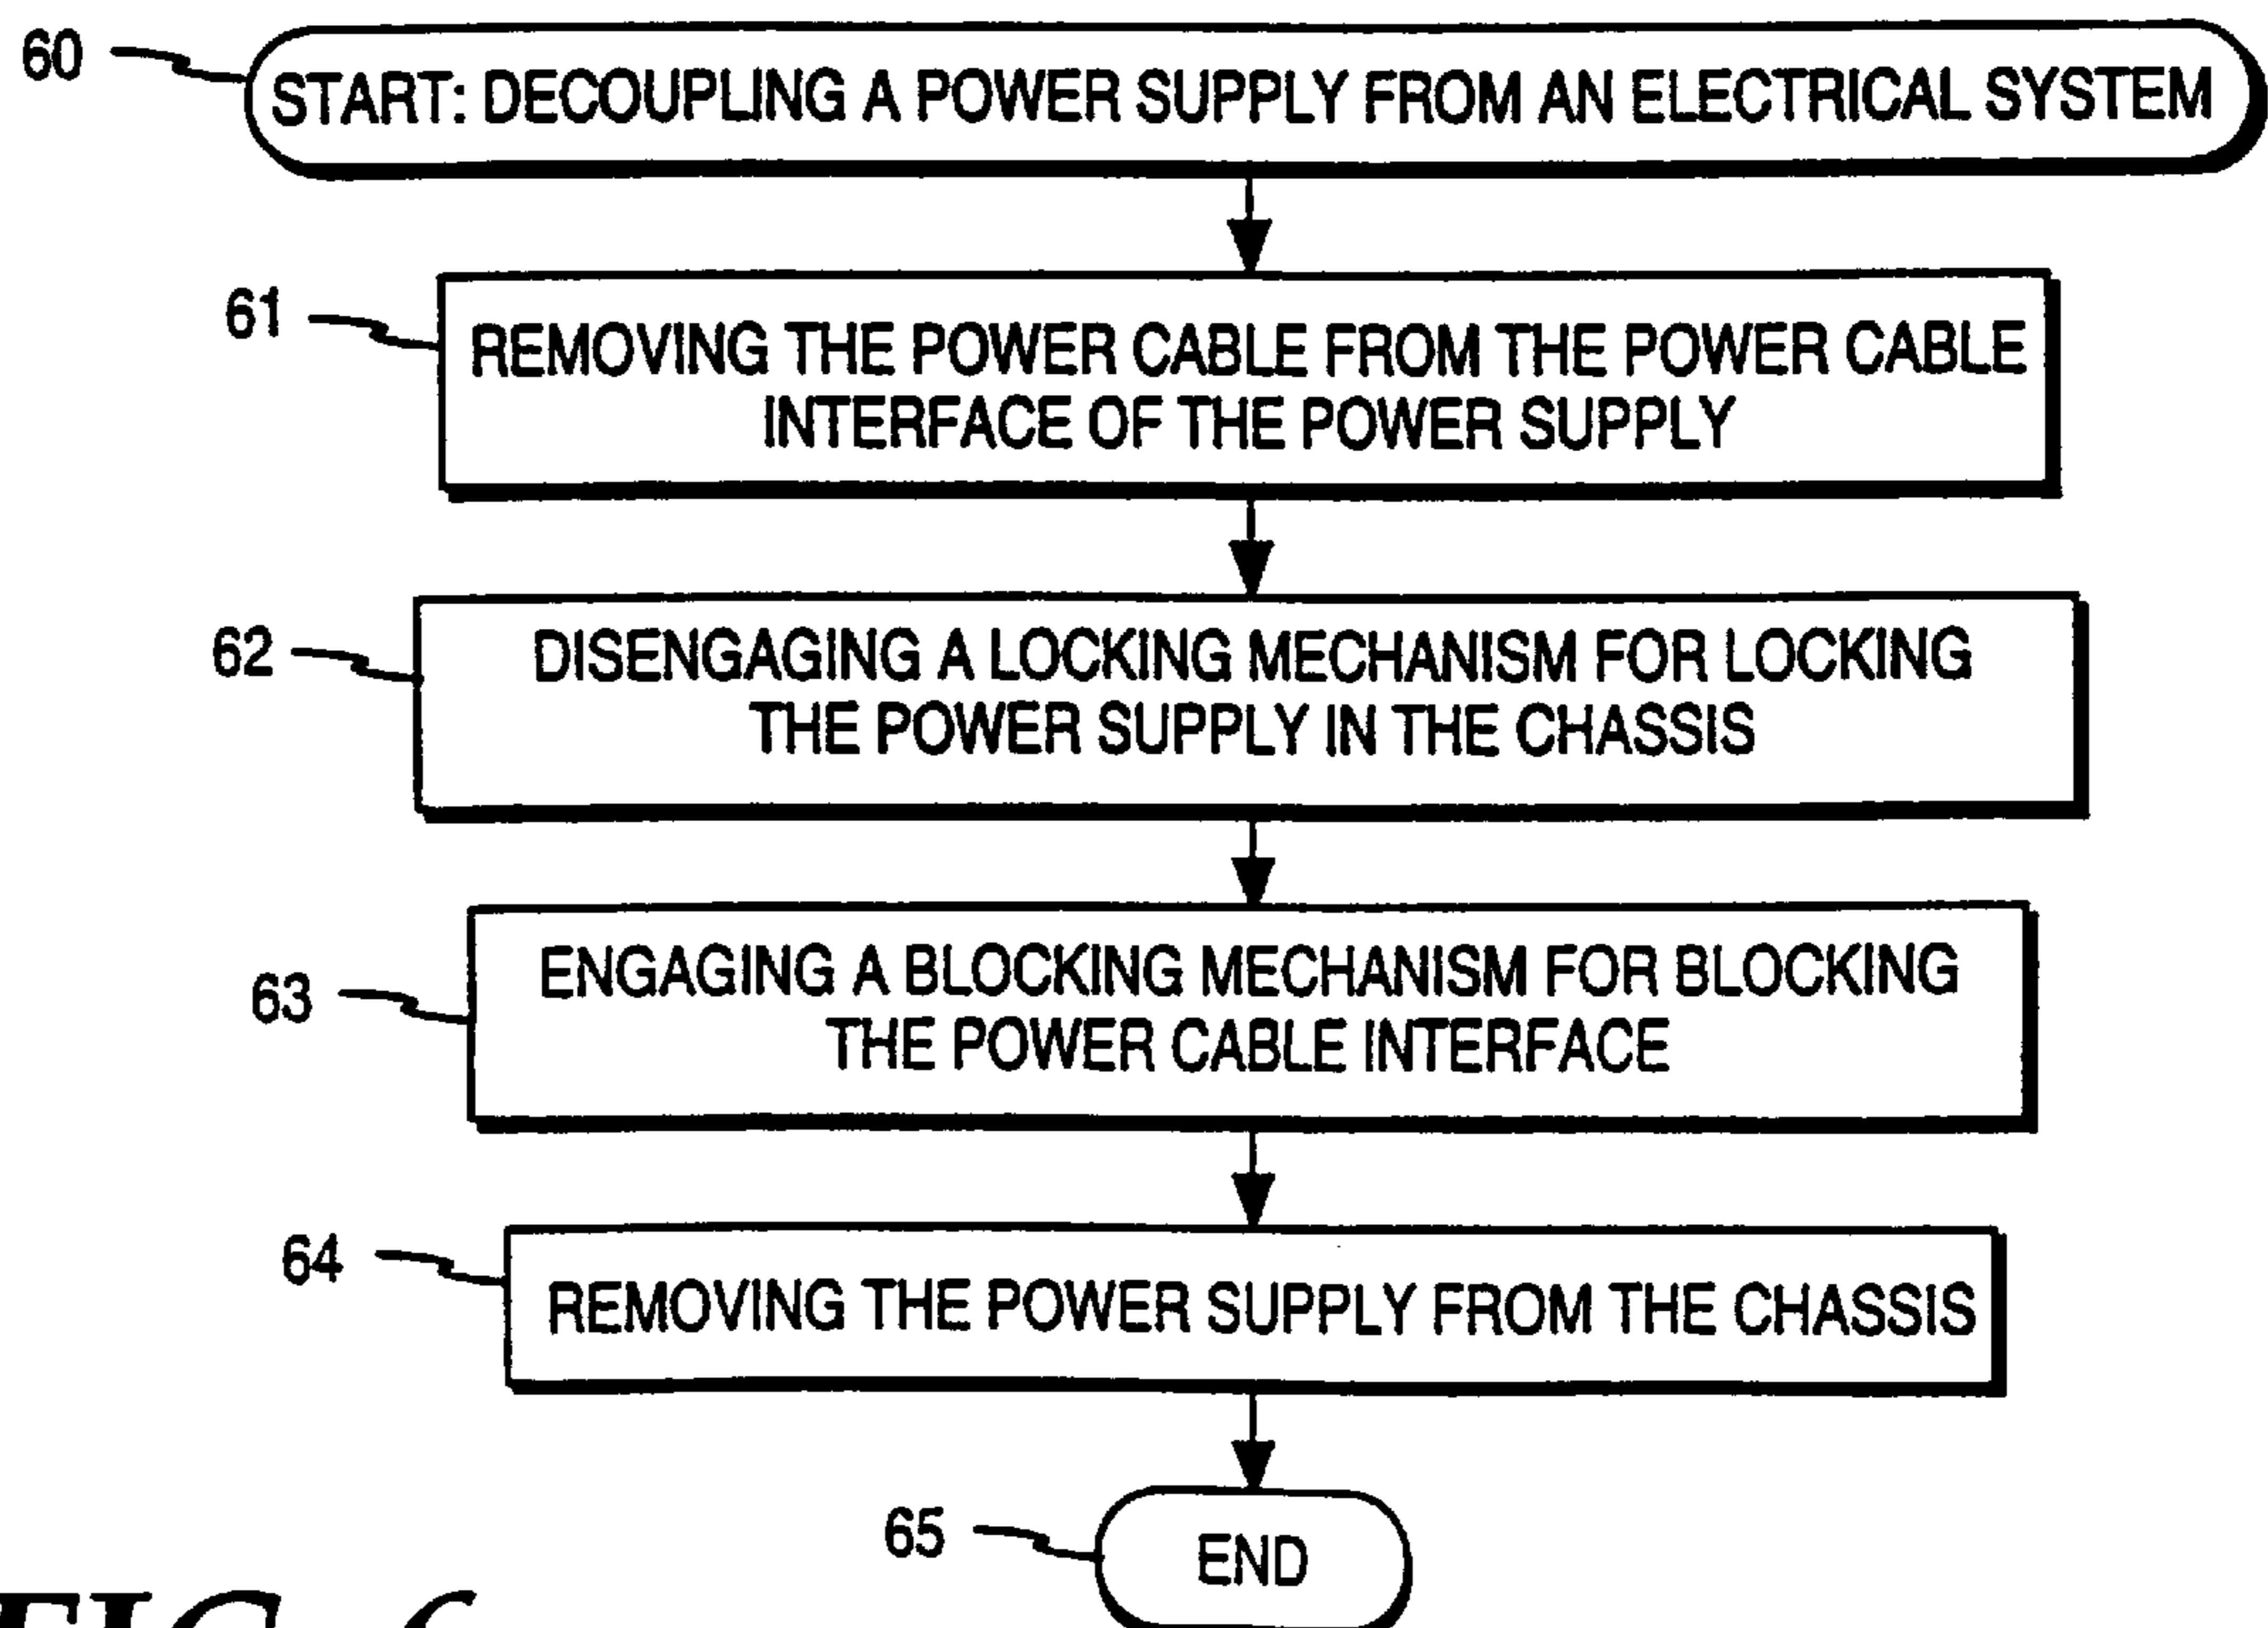 60
START: DECOUPLING A POWER SUPPLY FROM AN ELECTRICAL SYSTEM
61
REMOVING THE POWER CABLE FROM THE POWER CABLE
INTERFACE OF THE POWER SUPPLY
62
DISENGAGING A LOCKING MECHANISM FOR LOCKING
THE POWER SUPPLY IN THE CHASSIS
63
ENGAGING A BLOCKING MECHANISM FOR BLOCKING
THE POWER CABLE INTERFACE
64
REMOVING THE POWER SUPPLY FROM THE CHASSIS
65
END